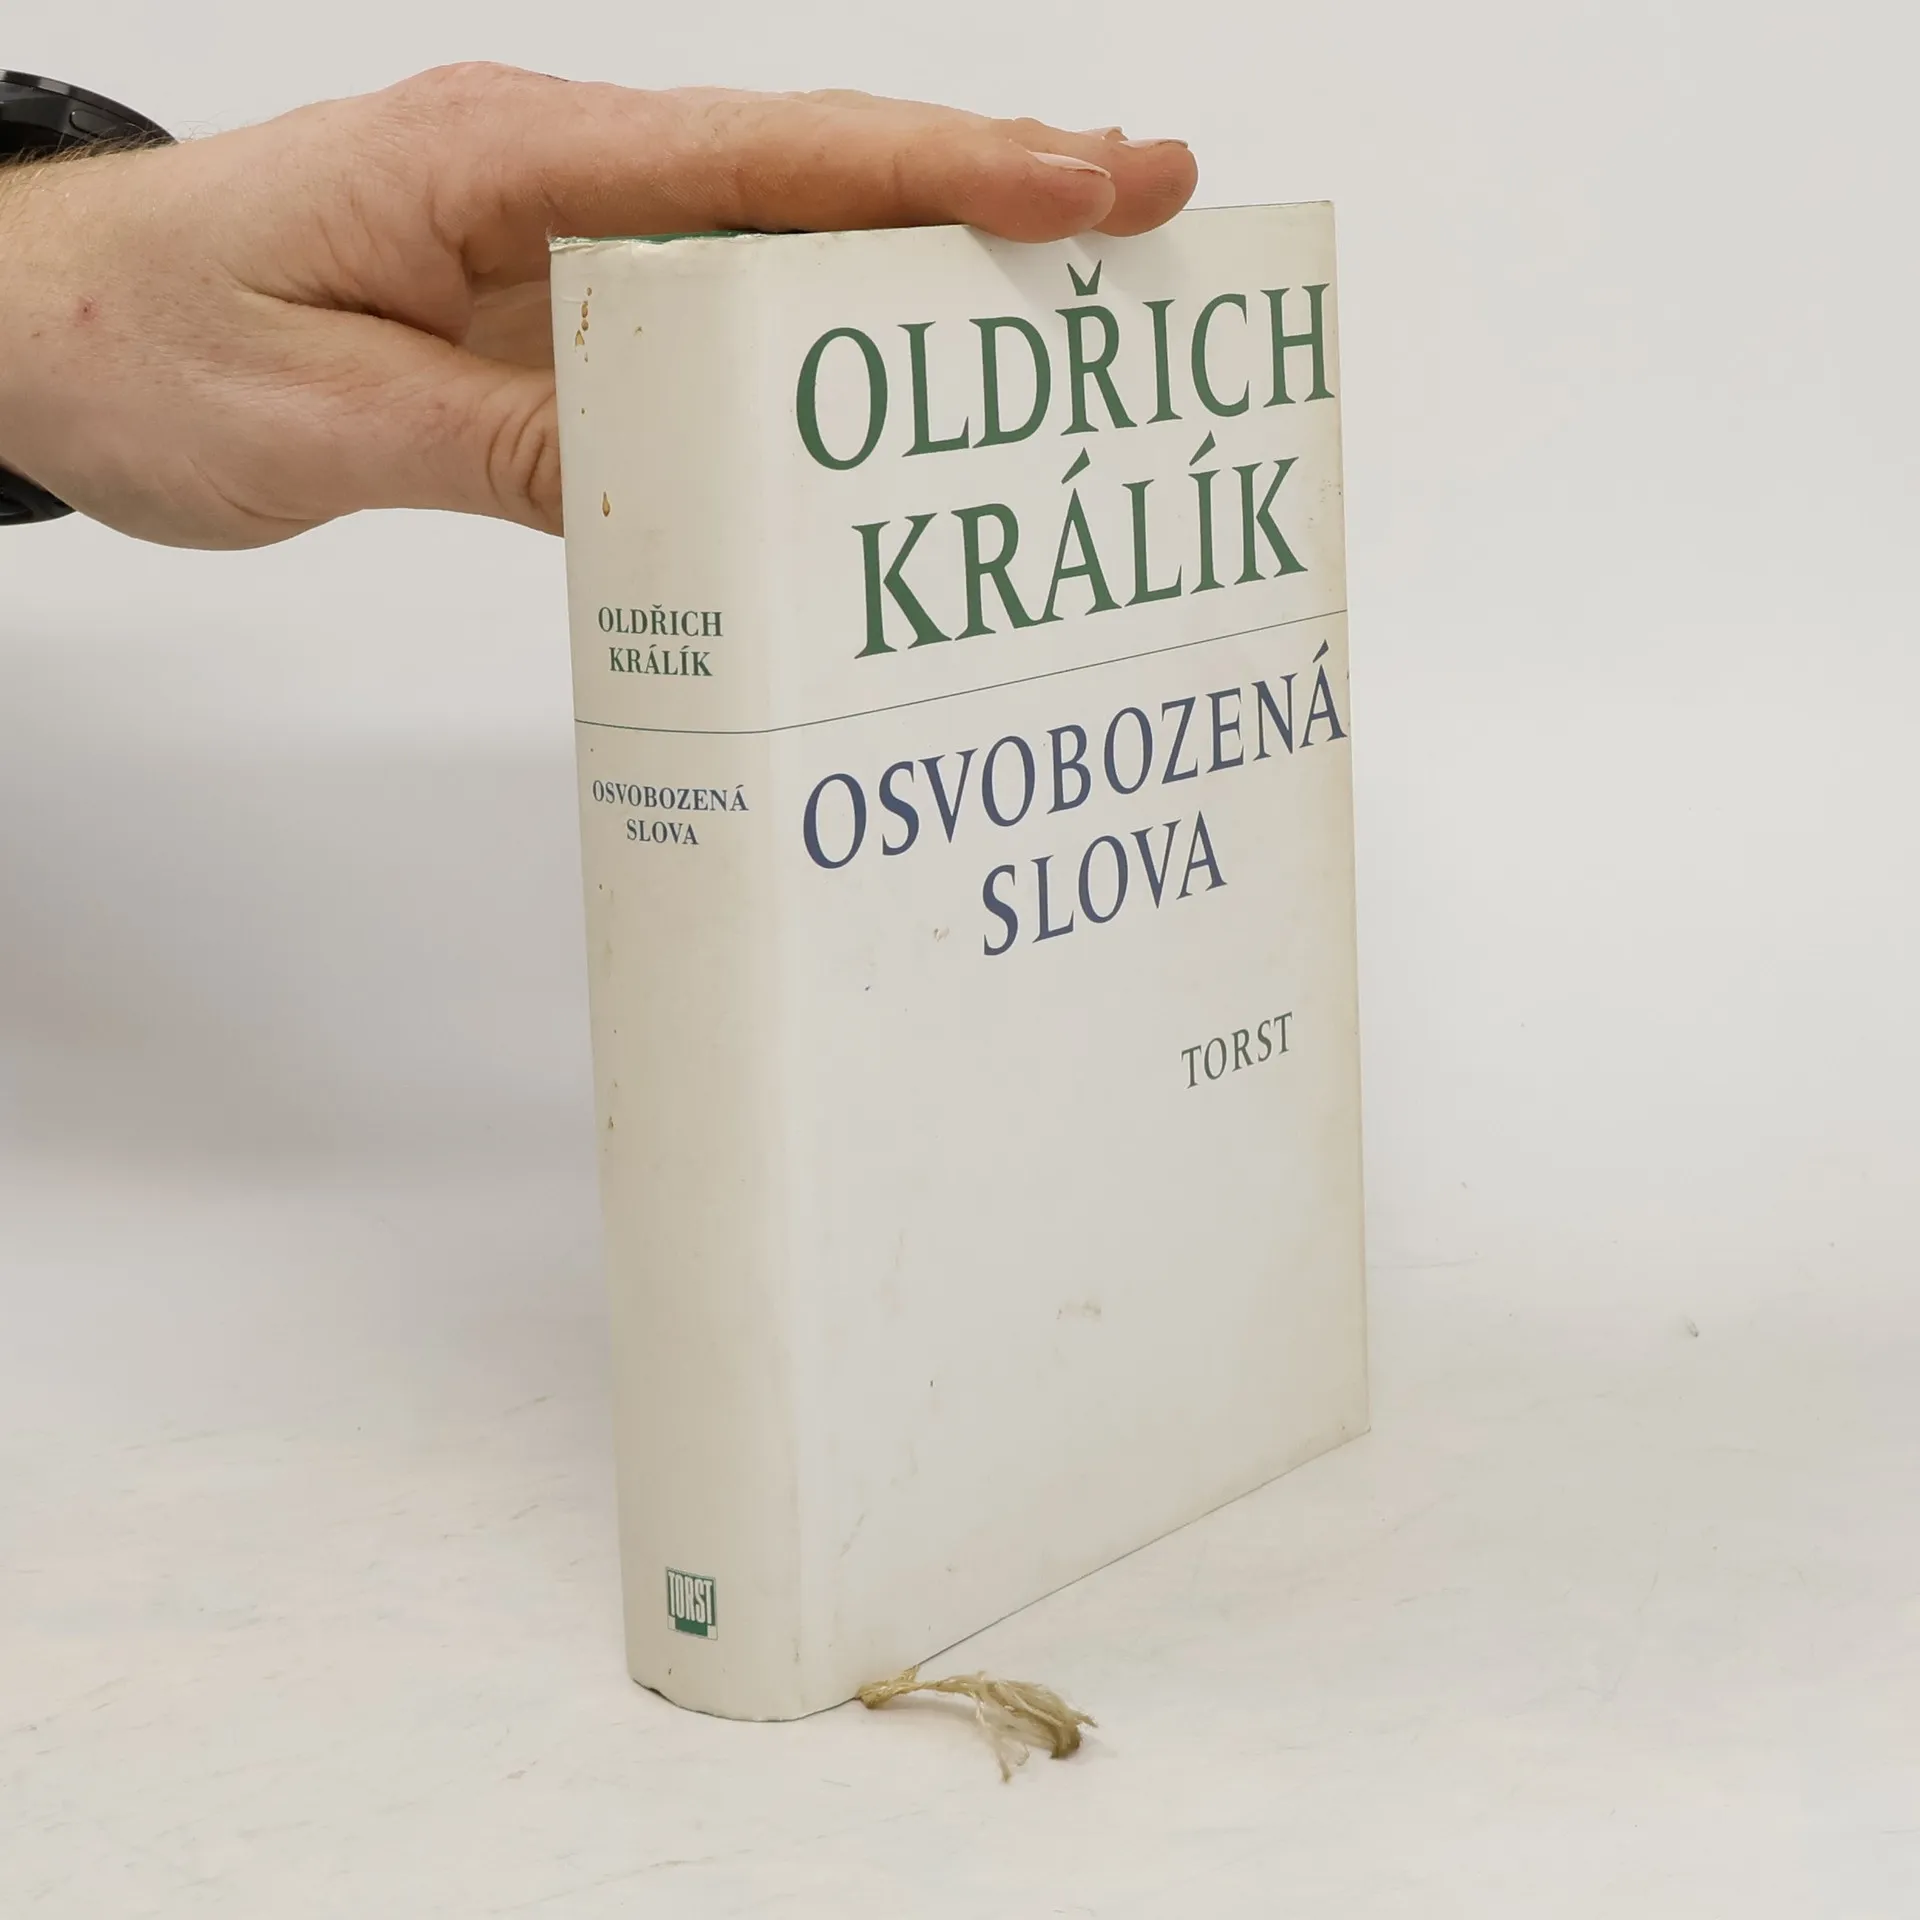 OLDŘICH
KRÁLÍK
OSVOBOZENÁ
SLOVA
TORST
OLDŘICH
KRÁLÍK
OSVOBOZENÁ
SLOVA
TORST